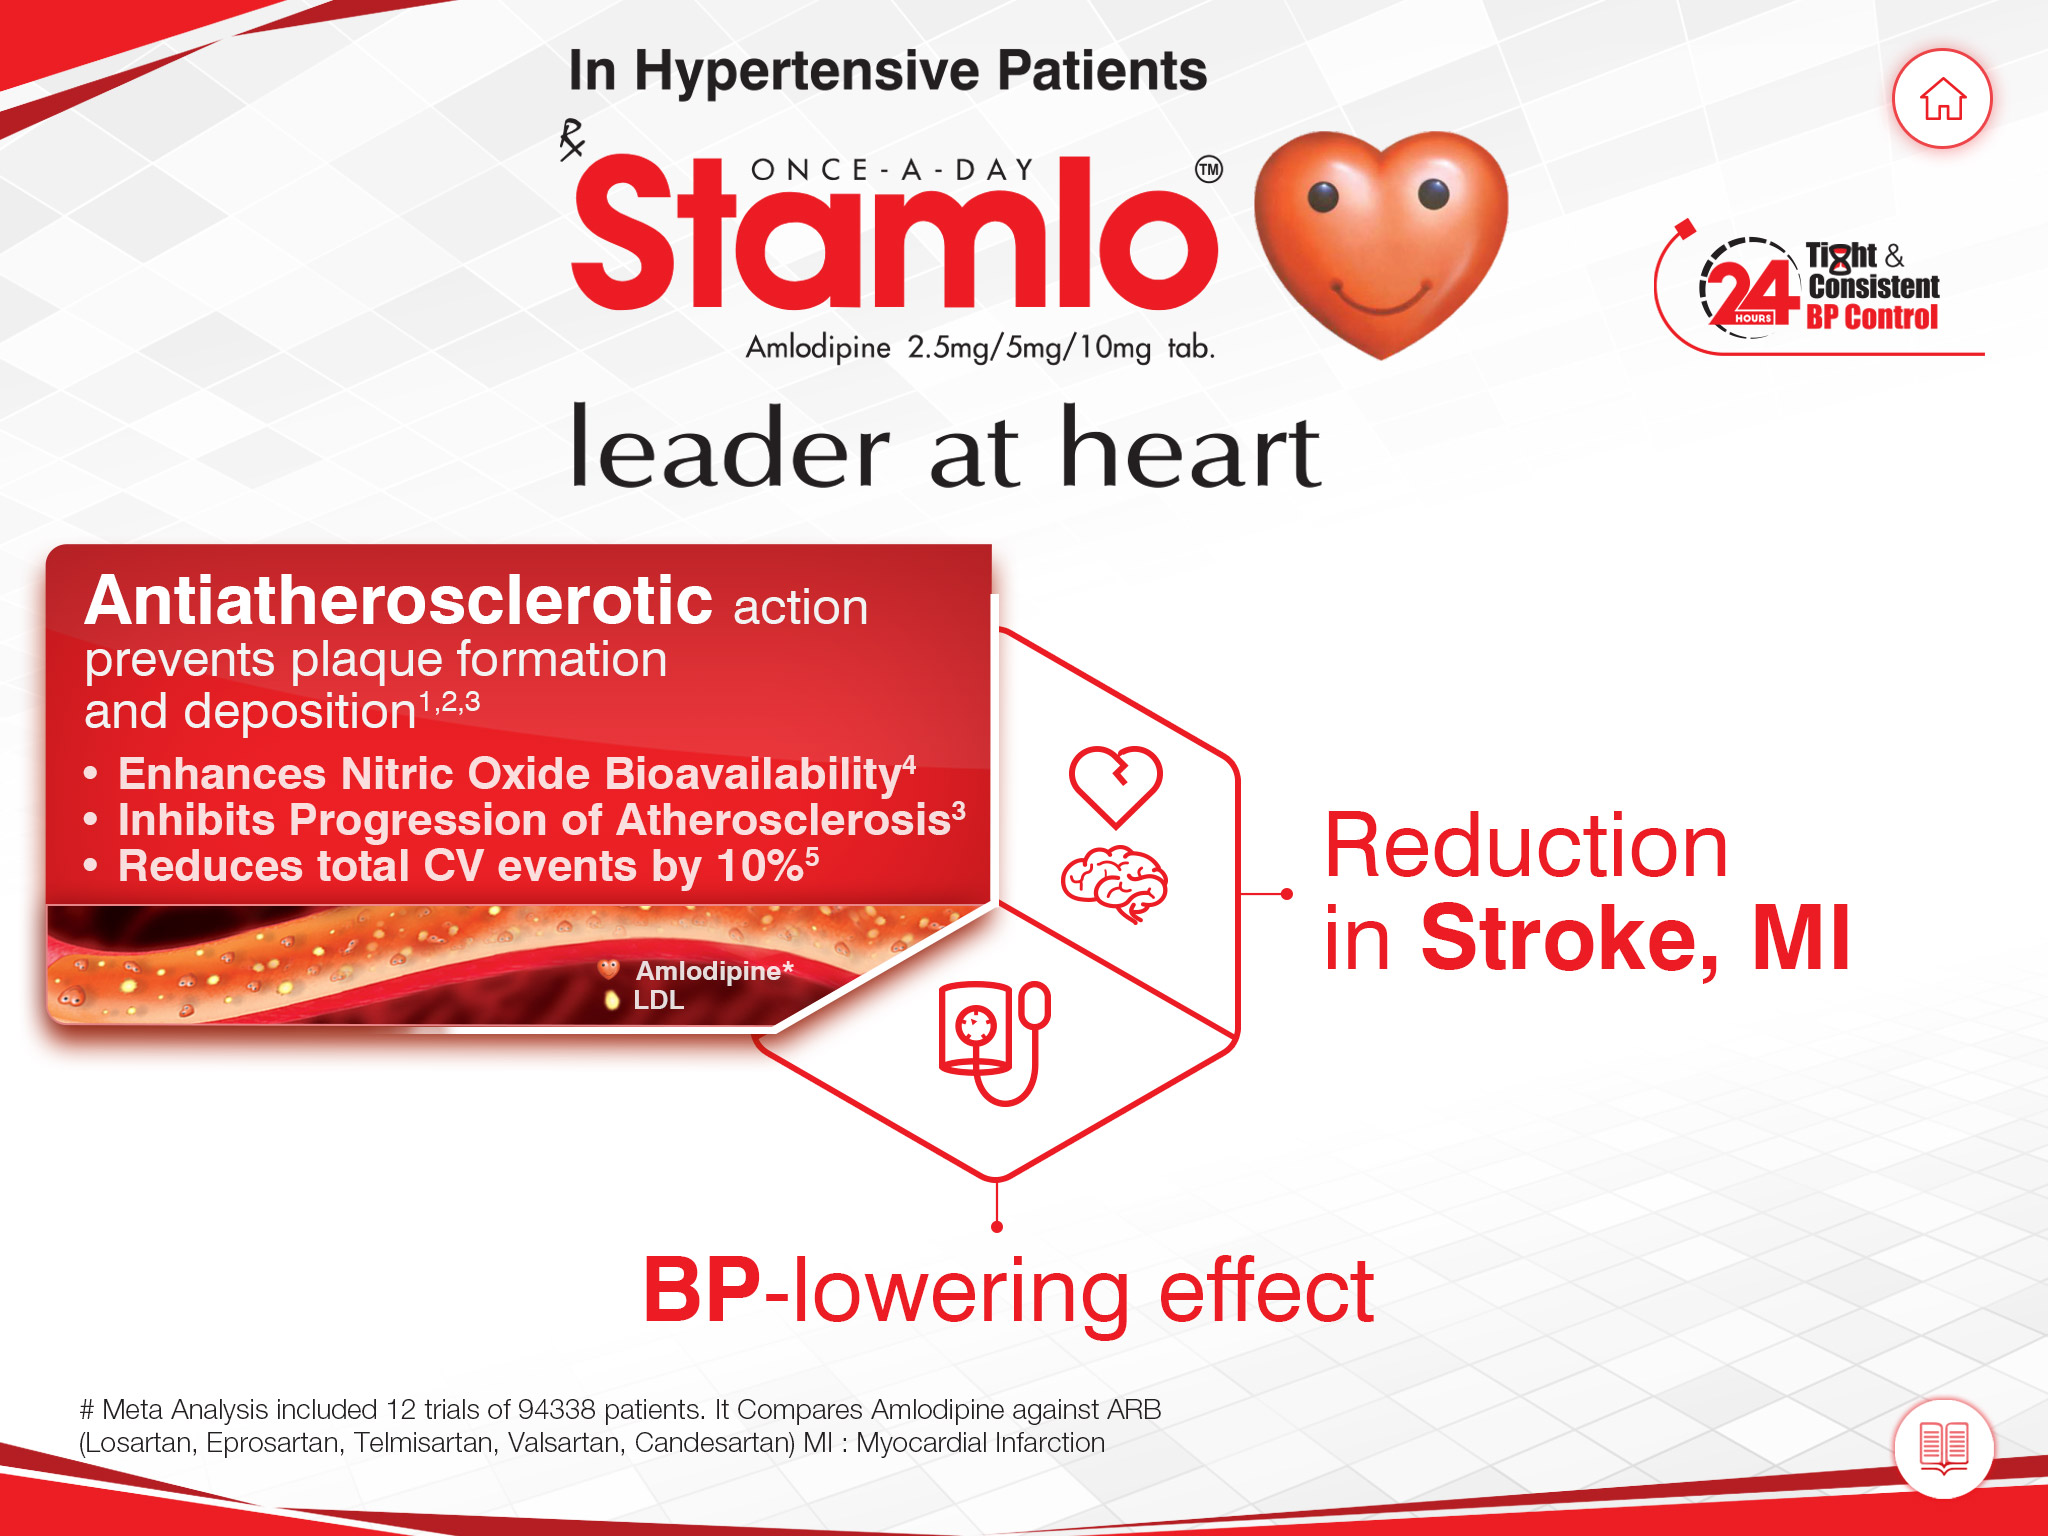 In Hypertensive Patients
℞
ONCE-A-DAY
Stamlo™
Amlodipine 2.5mg/5mg/10mg tab.
leader at heart
24 HOURS
Tight &
Consistent
BP Control
Antiatherosclerotic action
prevents plaque formation
and deposition1,2,3
• Enhances Nitric Oxide Bioavailability4
• Inhibits Progression of Atherosclerosis3
• Reduces total CV events by 10%5
Amlodipine*
LDL
Reduction
in Stroke, MI
BP-lowering effect
# Meta Analysis included 12 trials of 94338 patients. It Compares Amlodipine against ARB
(Losartan, Eprosartan, Telmisartan, Valsartan, Candesartan) MI : Myocardial Infarction